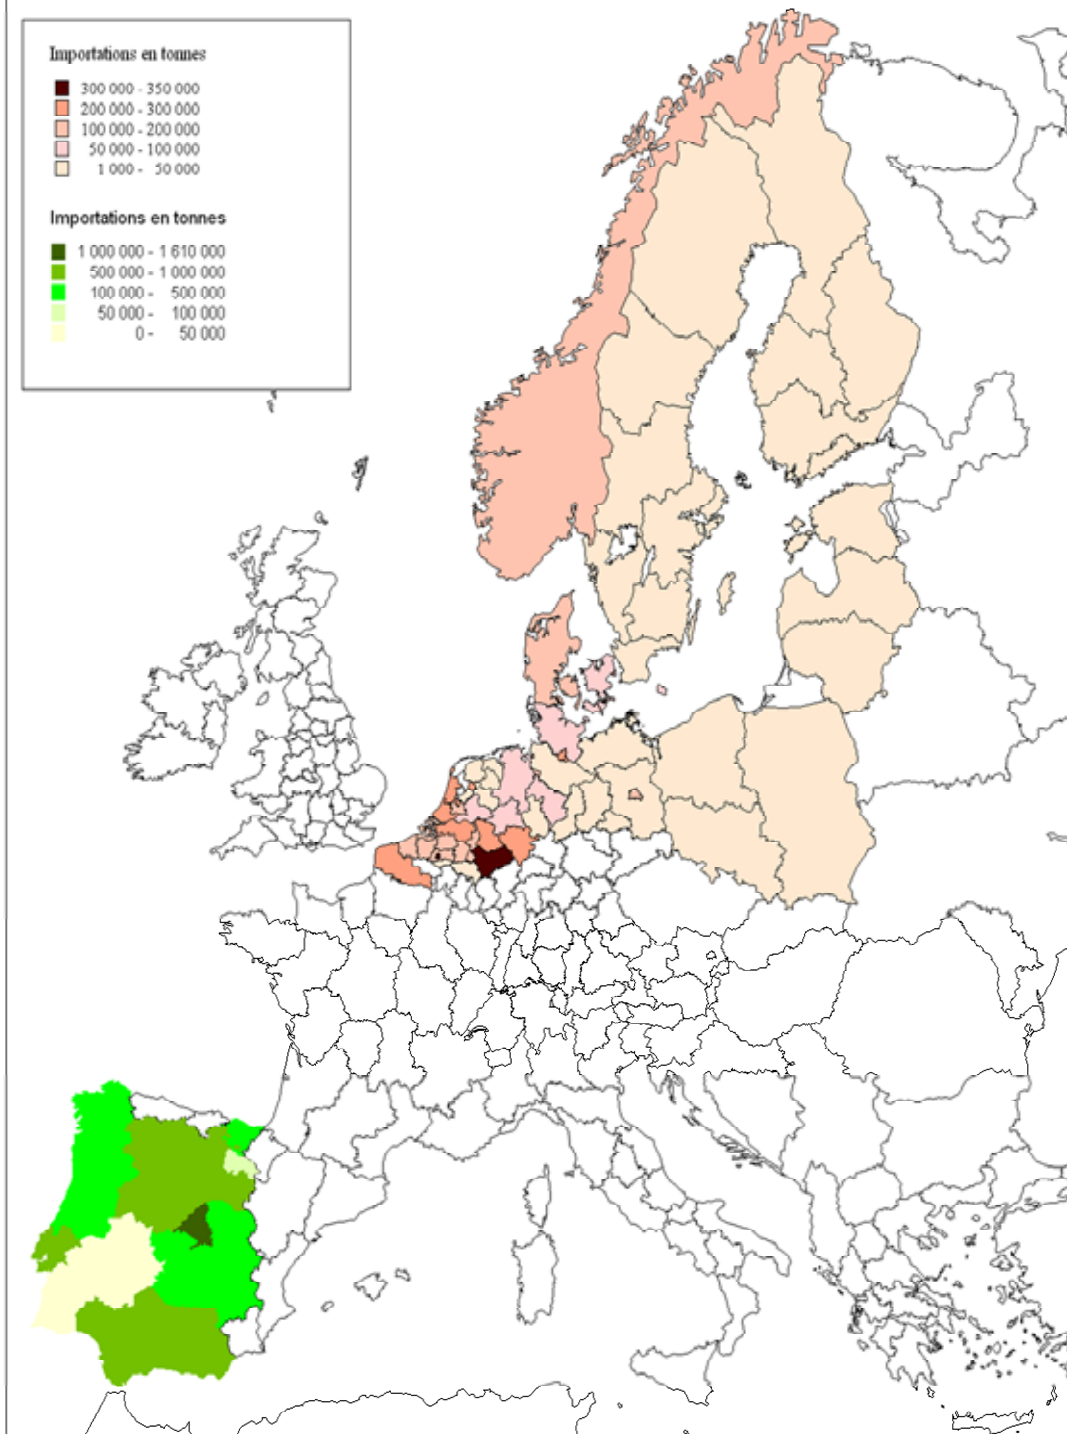 Importations en tonnes
300 000 - 350 000
200 000 - 300 000
100 000 - 200 000
50 000 - 100 000
1 000 - 50 000
Importations en tonnes
1 000 000 - 1 610 000
500 000 - 1 000 000
100 000 - 500 000
50 000 - 100 000
0 - 50 000